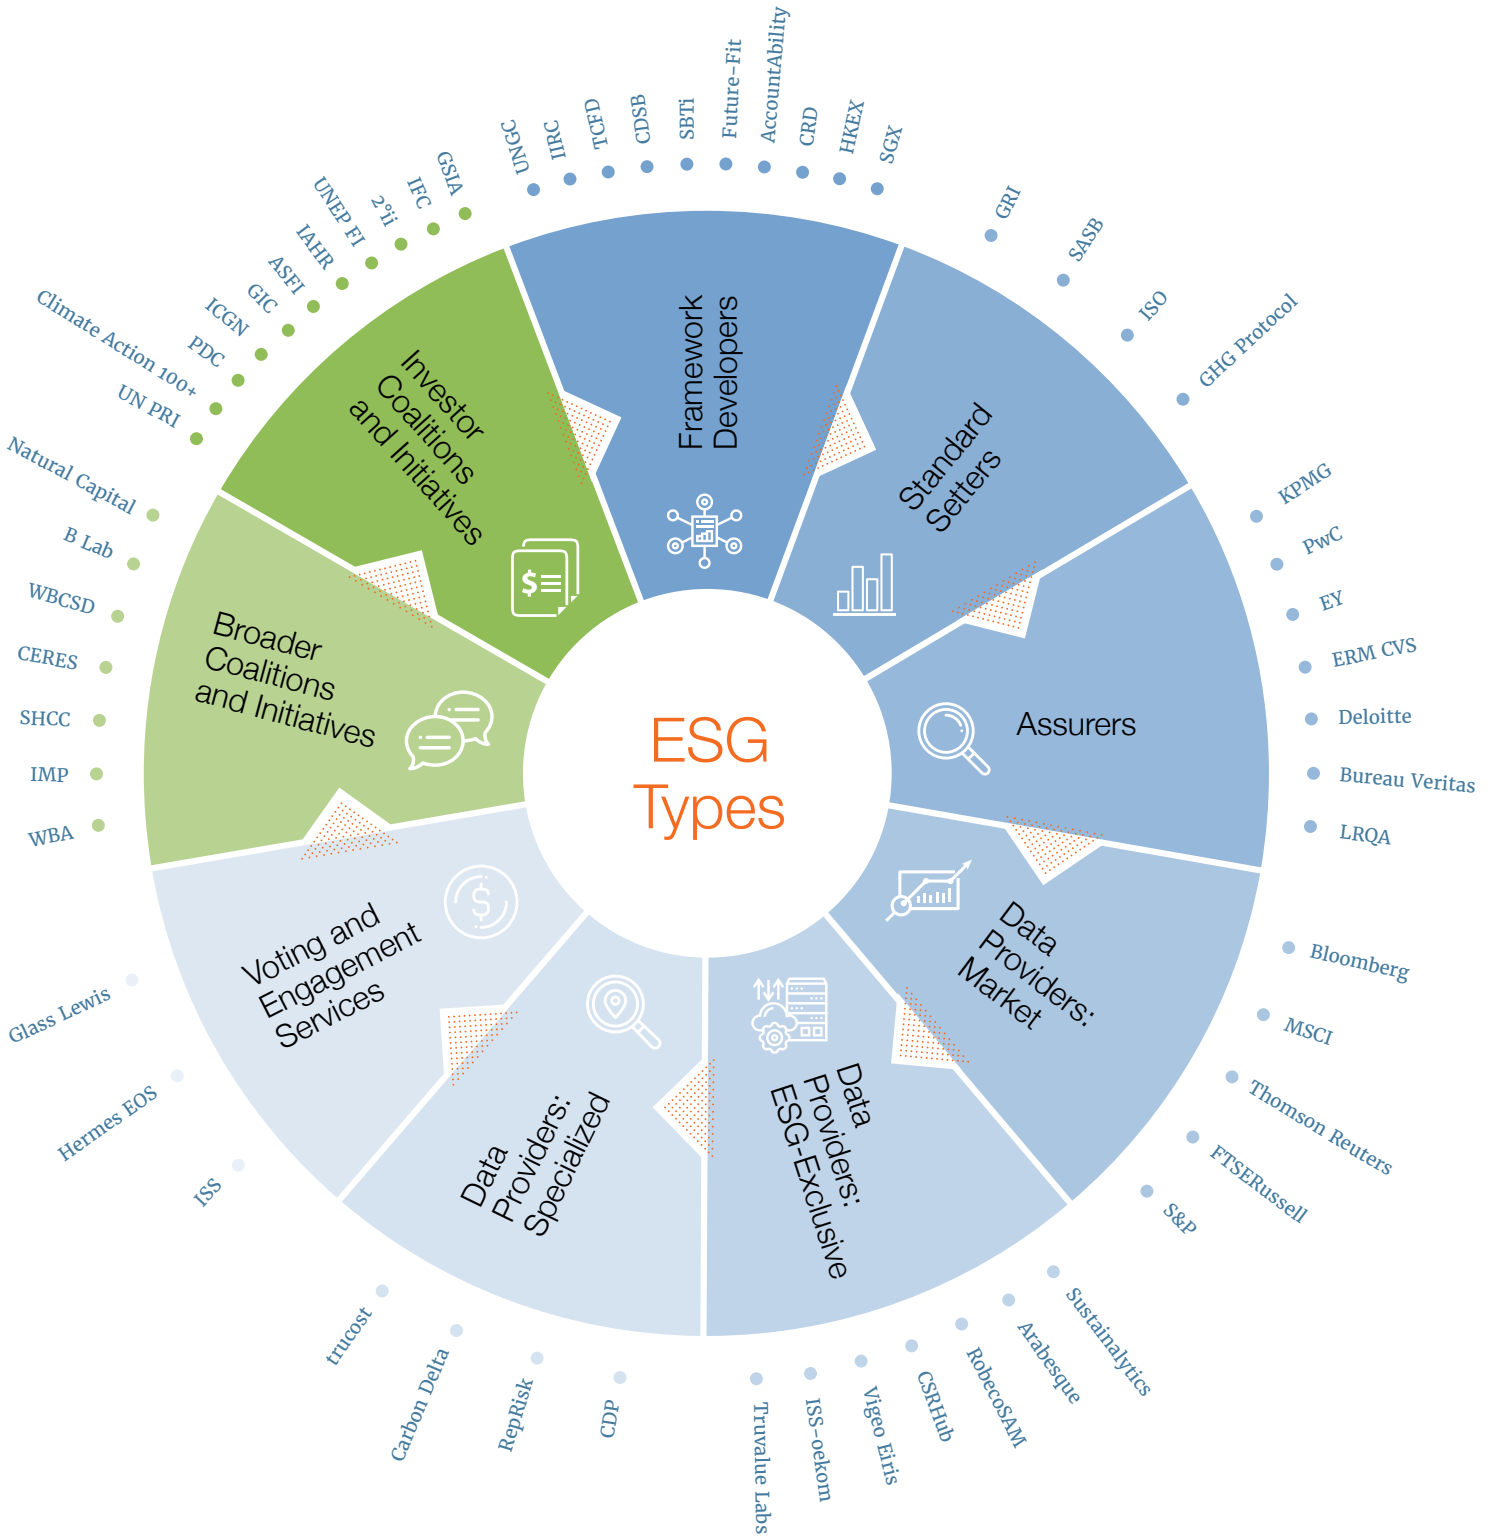 ESG
Types
Framework
Developers
UNGC
IIRC
TCFD
CDSB
SBTi
Future-Fit
AccountAbility
CRD
HKEX
SGX
Standard
Setters
GRI
SASB
ISO
GHG Protocol
Assurers
KPMG
PwC
EY
ERM CVS
Deloitte
Bureau Veritas
LRQA
Data
Providers:
Market
Bloomberg
MSCI
Thomson Reuters
FTSERussell
S&P
Data
Providers:
ESG-Exclusive
Sustainalytics
Arabesque
RobecoSAM
CSRHub
Vigeo Eiris
ISS-oekom
Truvalue Labs
Data
Providers:
Specialized
CDP
RepRisk
Carbon Delta
trucost
Voting and
Engagement
Services
$
ISS
Hermes EOS
Glass Lewis
Broader
Coalitions
and Initiatives
WBA
IMP
SHCC
CERES
WBCSD
B Lab
Natural Capital
Investor
Coalitions
and Initiatives
$
UN PRI
Climate Action 100+
PDC
ICGN
GIC
ASFI
IAHR
UNEP FI
2°ii
IFC
GSIA